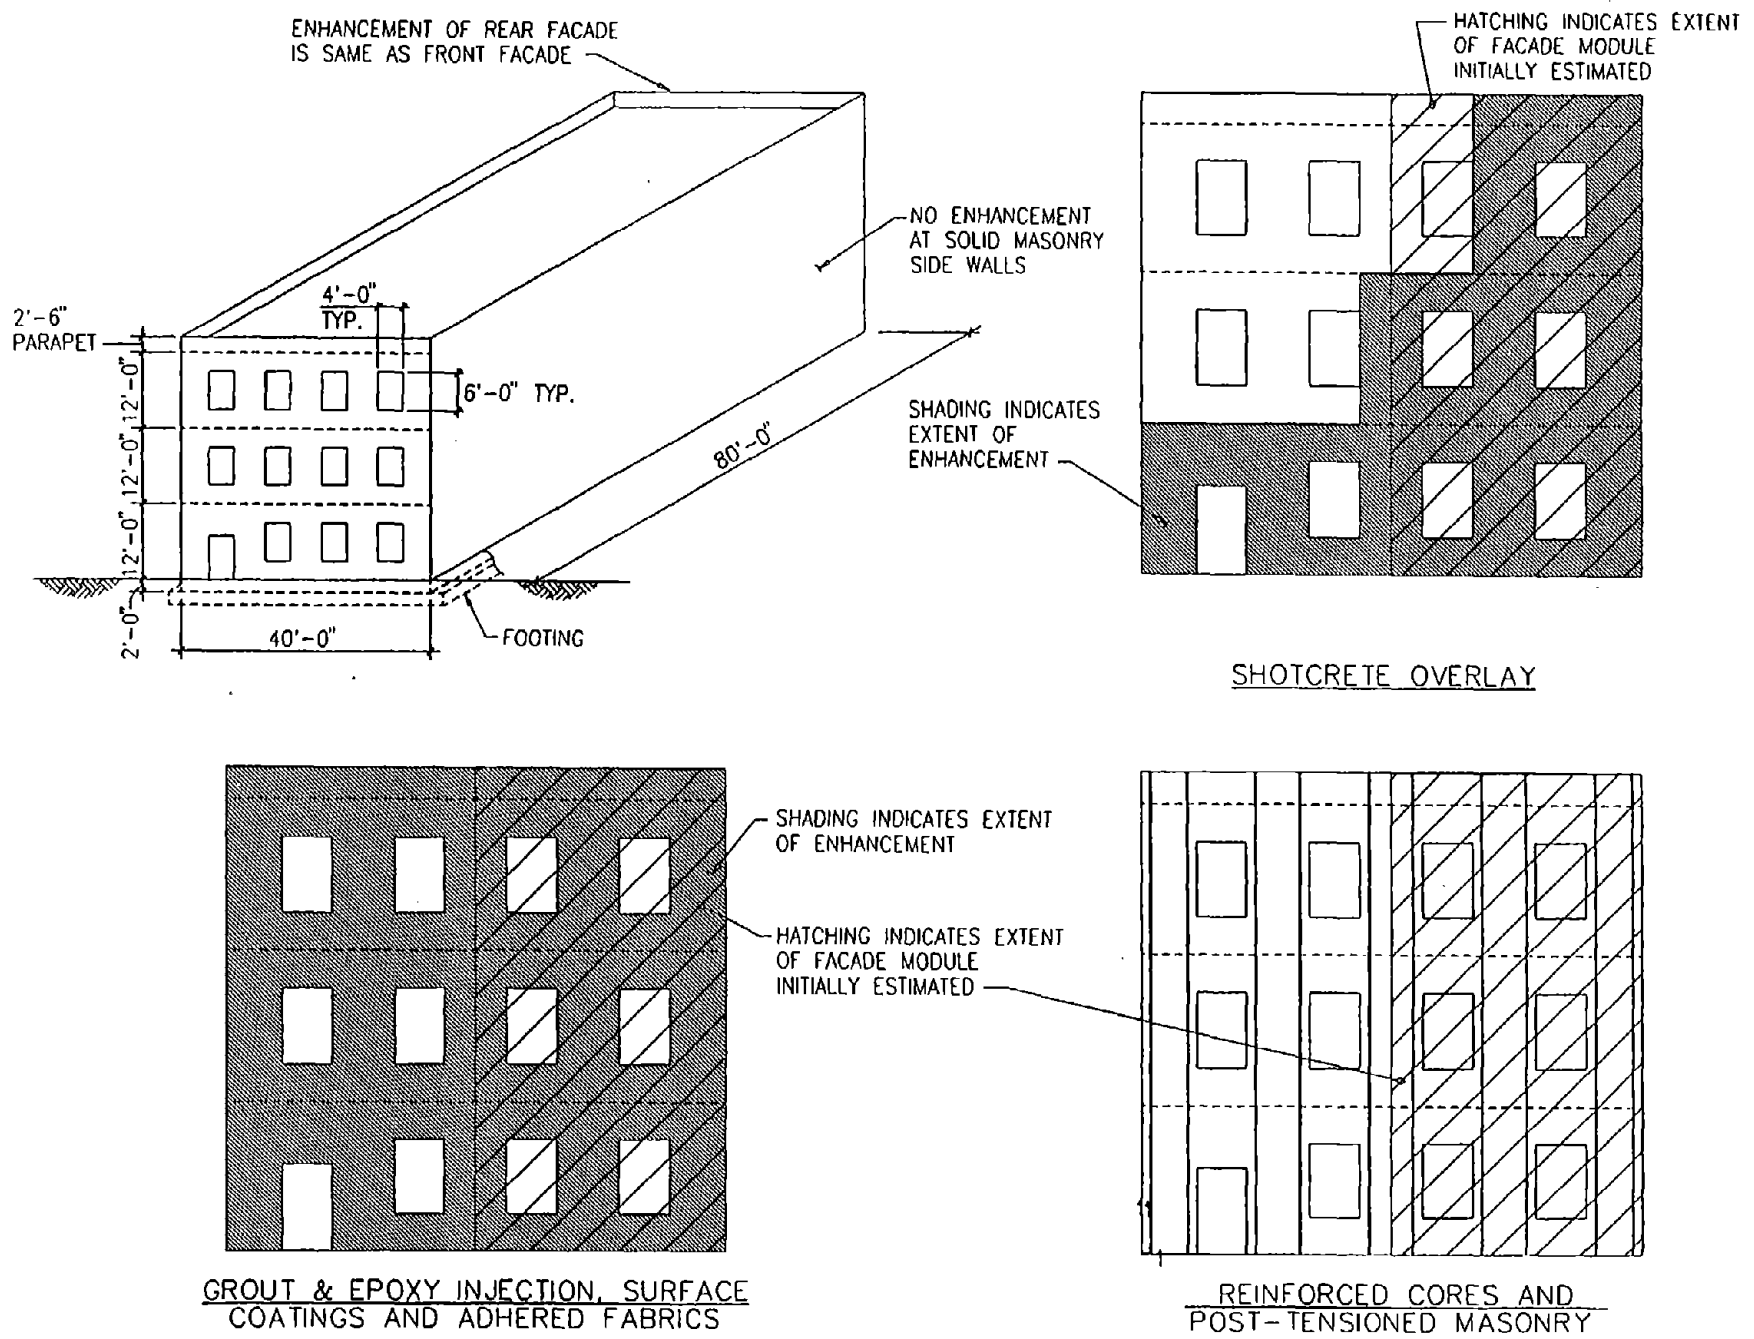 ENHANCEMENT OF REAR FACADE
IS SAME AS FRONT FACADE
HATCHING INDICATES EXTENT
OF FACADE MODULE
INITIALLY ESTIMATED
NO ENHANCEMENT
AT SOLID MASONRY
SIDE WALLS
4'-0"
TYP.
2'-6"
PARAPET
12'-0"
6'-0" TYP.
12'-0"
12'-0"
2'-0"
80'-0"
SHADING INDICATES
EXTENT OF
ENHANCEMENT
40'-0"
FOOTING
SHOTCRETE OVERLAY
SHADING INDICATES EXTENT
OF ENHANCEMENT
HATCHING INDICATES EXTENT
OF FACADE MODULE
INITIALLY ESTIMATED
GROUT & EPOXY INJECTION, SURFACE
COATINGS AND ADHERED FABRICS
REINFORCED CORES AND
POST-TENSIONED MASONRY